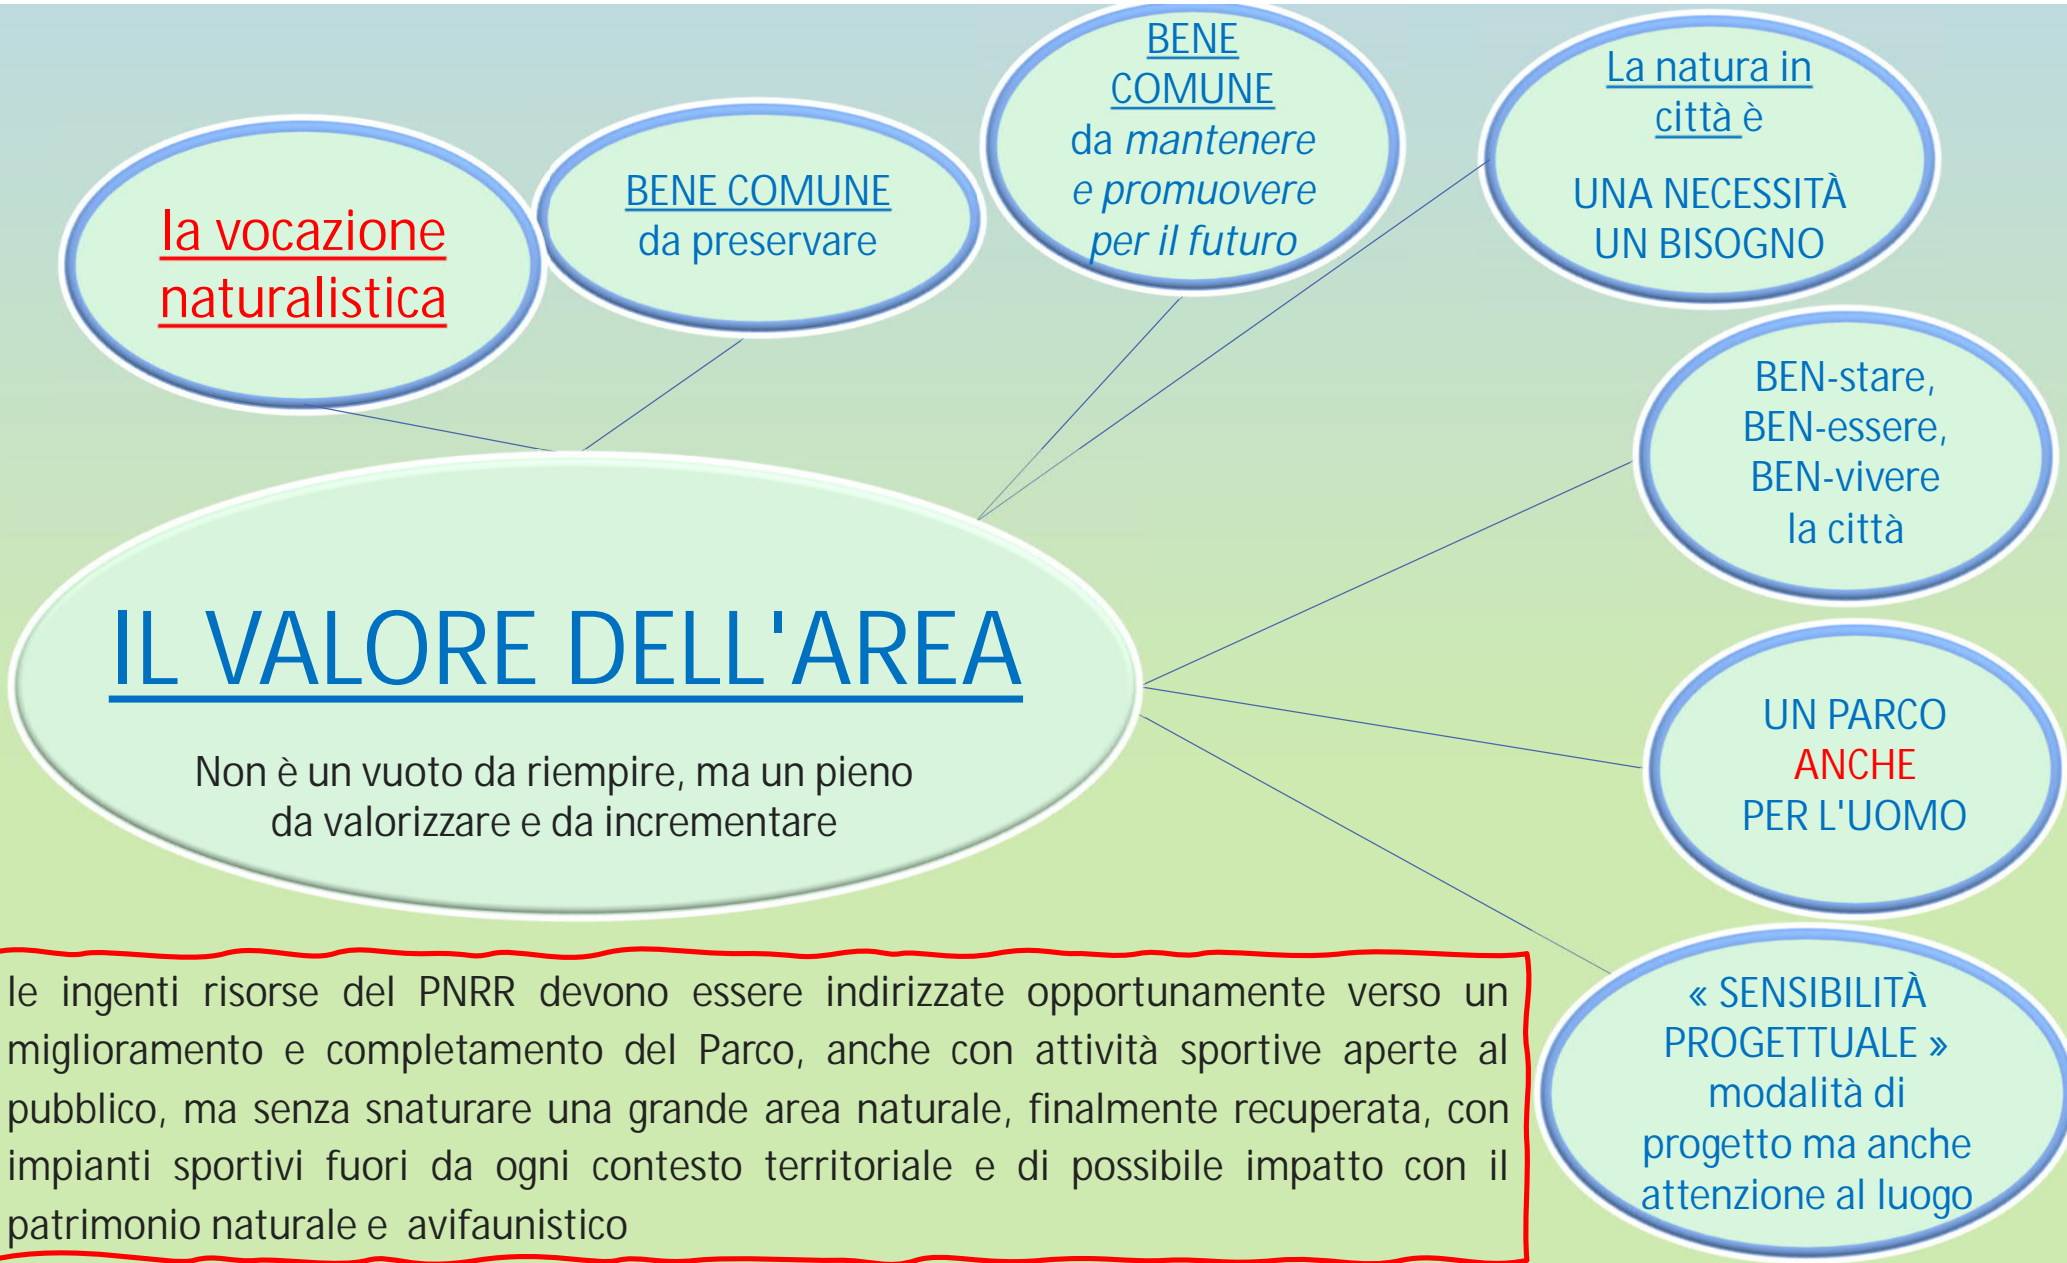 la vocazione
naturalistica
BENE COMUNE
da preservare
BENE
COMUNE
da mantenere
e promuovere
per il futuro
La natura in
città è
UNA NECESSITÀ
UN BISOGNO
BEN-stare,
BEN-essere,
BEN-vivere
la città
UN PARCO
ANCHE
PER L'UOMO
« SENSIBILITÀ
PROGETTUALE »
modalità di
progetto ma anche
attenzione al luogo
IL VALORE DELL'AREA
Non è un vuoto da riempire, ma un pieno
da valorizzare e da incrementare
le ingenti risorse del PNRR devono essere indirizzate opportunamente verso un
miglioramento e completamento del Parco, anche con attività sportive aperte al
pubblico, ma senza snaturare una grande area naturale, finalmente recuperata, con
impianti sportivi fuori da ogni contesto territoriale e di possibile impatto con il
patrimonio naturale e avifaunistico